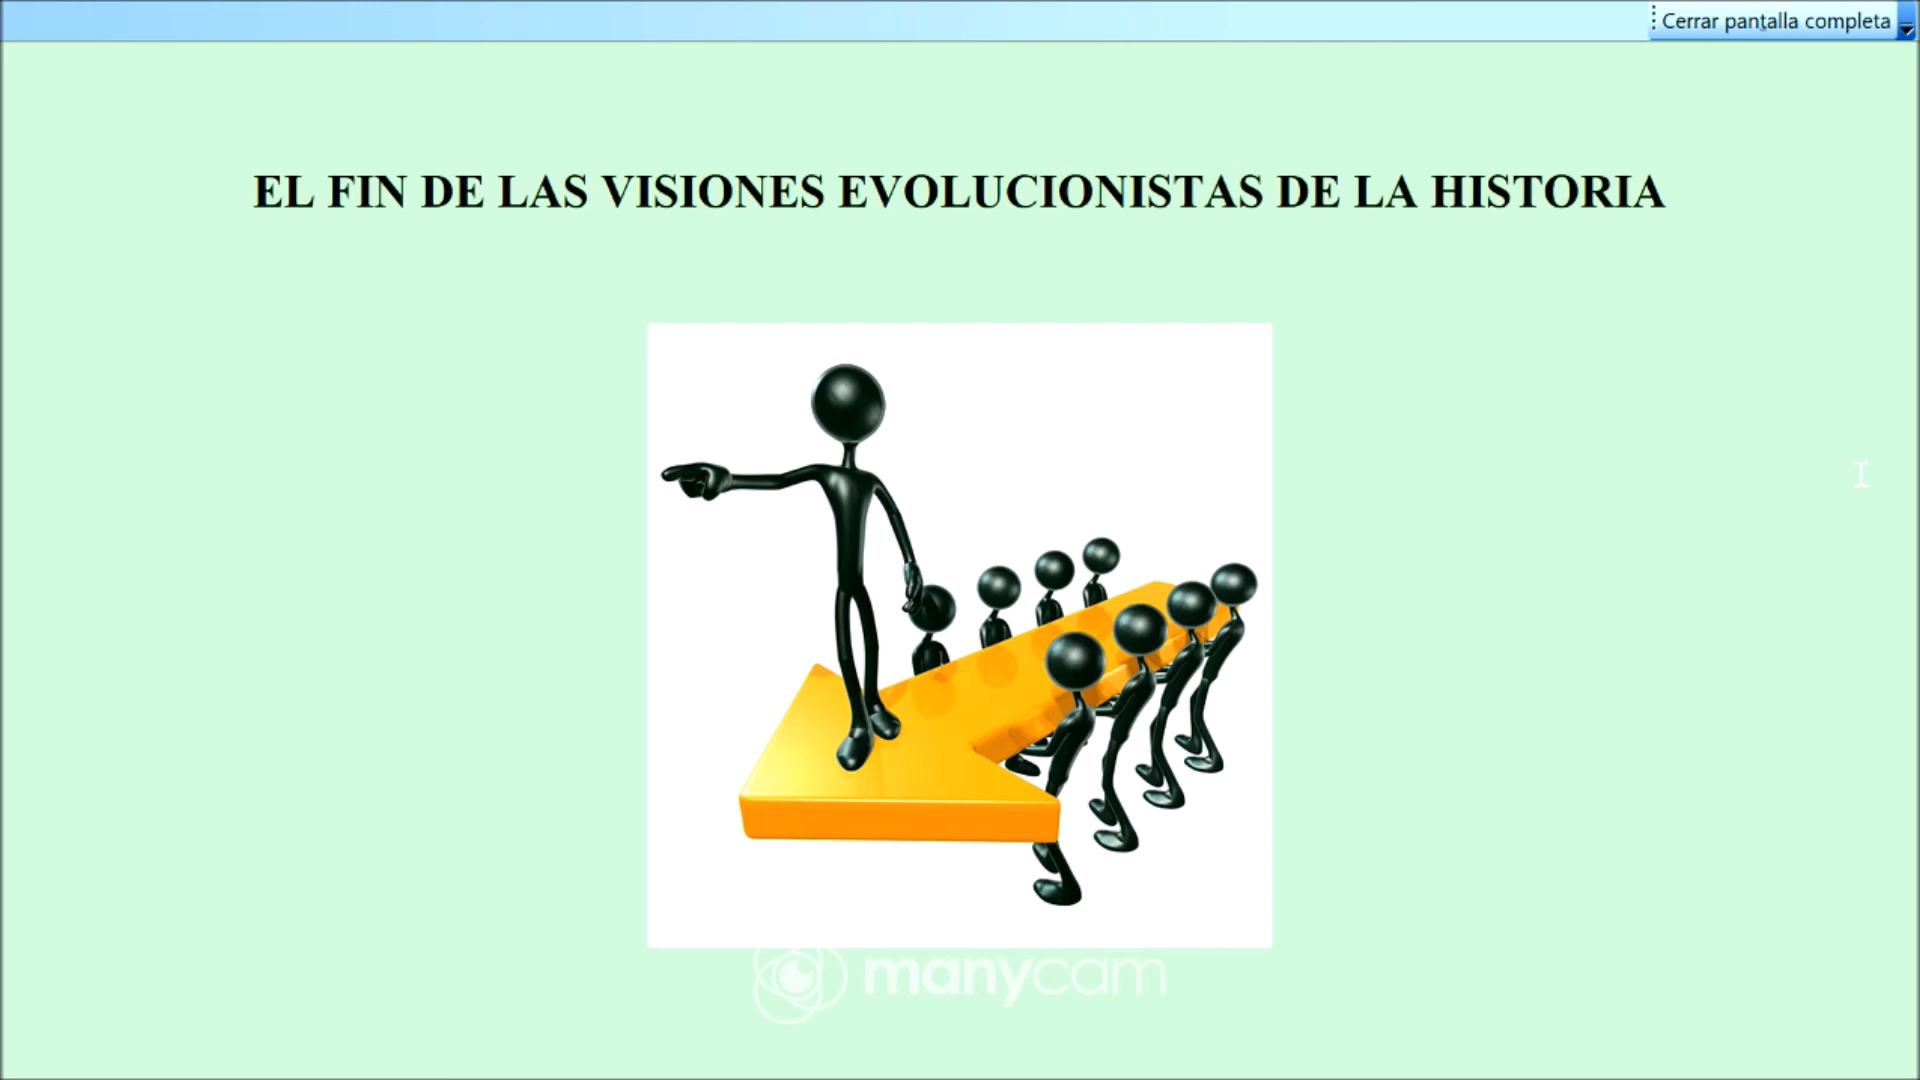 Cerrar pantalla completa
EL FIN DE LAS VISIONES EVOLUCIONISTAS DE LA HISTORIA
manycam